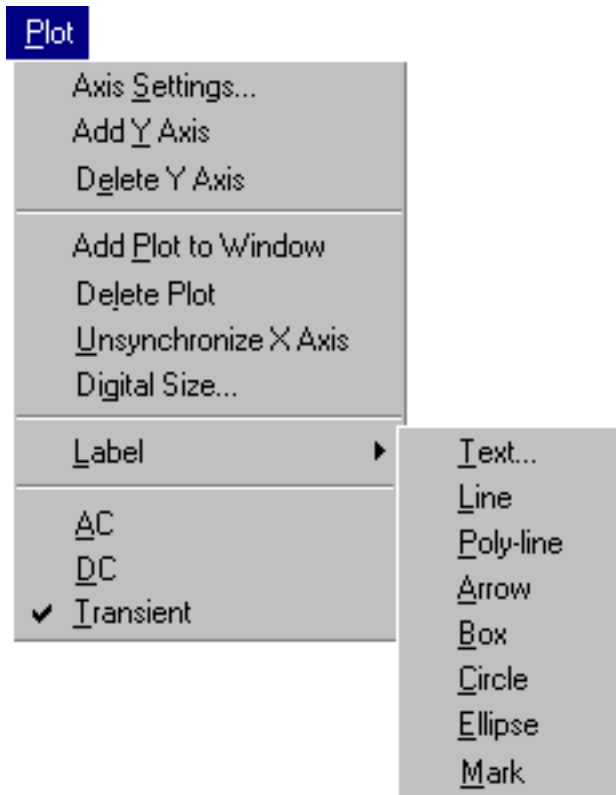 Plot
Axis Settings...
Add Y Axis
Delete Y Axis
Add Plot to Window
Delete Plot
Unsynchronize X Axis
Digital Size...
Label
AC
DC
Transient
Text...
Line
Poly-line
Arrow
Box
Circle
Ellipse
Mark